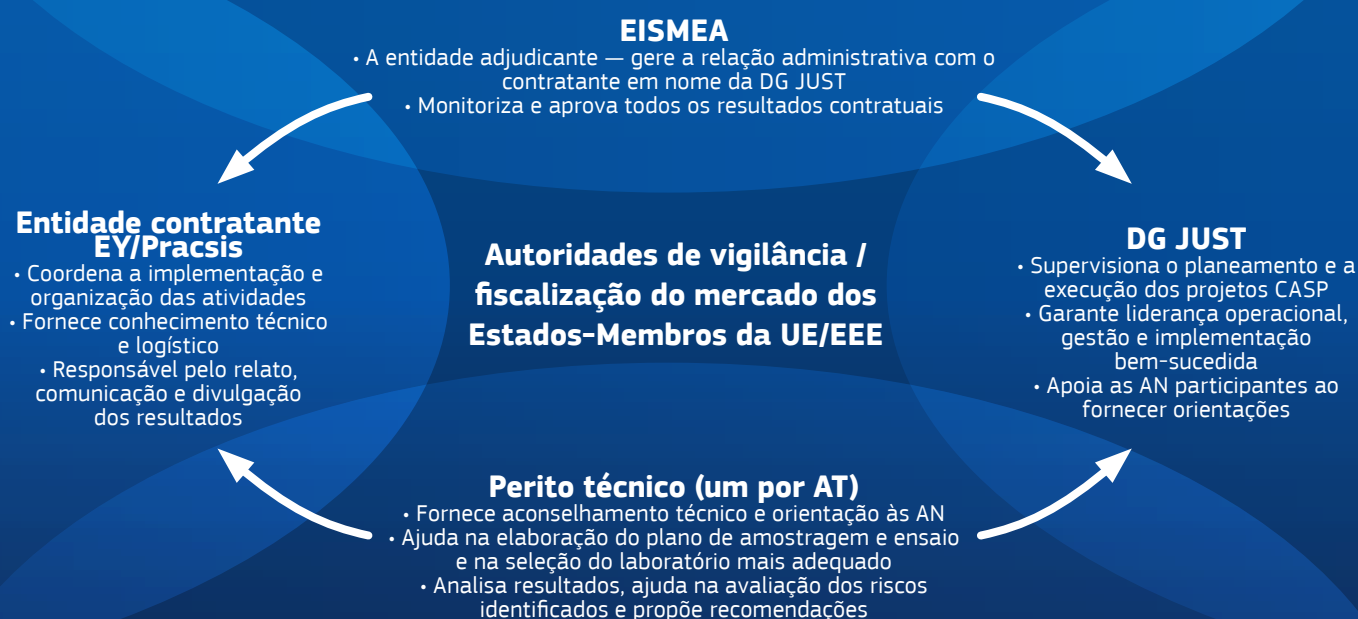 EISMEA
• A entidade adjudicante — gere a relação administrativa com o
contratante em nome da DG JUST
• Monitoriza e aprova todos os resultados contratuais
Entidade contratante
EY/Pracsis
• Coordena a implementação e
organização das atividades
• Fornece conhecimento técnico
e logístico
• Responsável pelo relato,
comunicação e divulgação
dos resultados
Autoridades de vigilância /
fiscalização do mercado dos
Estados-Membros da UE/EEE
DG JUST
• Supervisiona o planeamento e a
execução dos projetos CASP
• Garante liderança operacional,
gestão e implementação
bem-sucedida
• Apoia as AN participantes ao
fornecer orientações
Perito técnico (um por AT)
• Fornece aconselhamento técnico e orientação às AN
• Ajuda na elaboração do plano de amostragem e ensaio
e na seleção do laboratório mais adequado
• Analisa resultados, ajuda na avaliação dos riscos
identificados e propõe recomendações